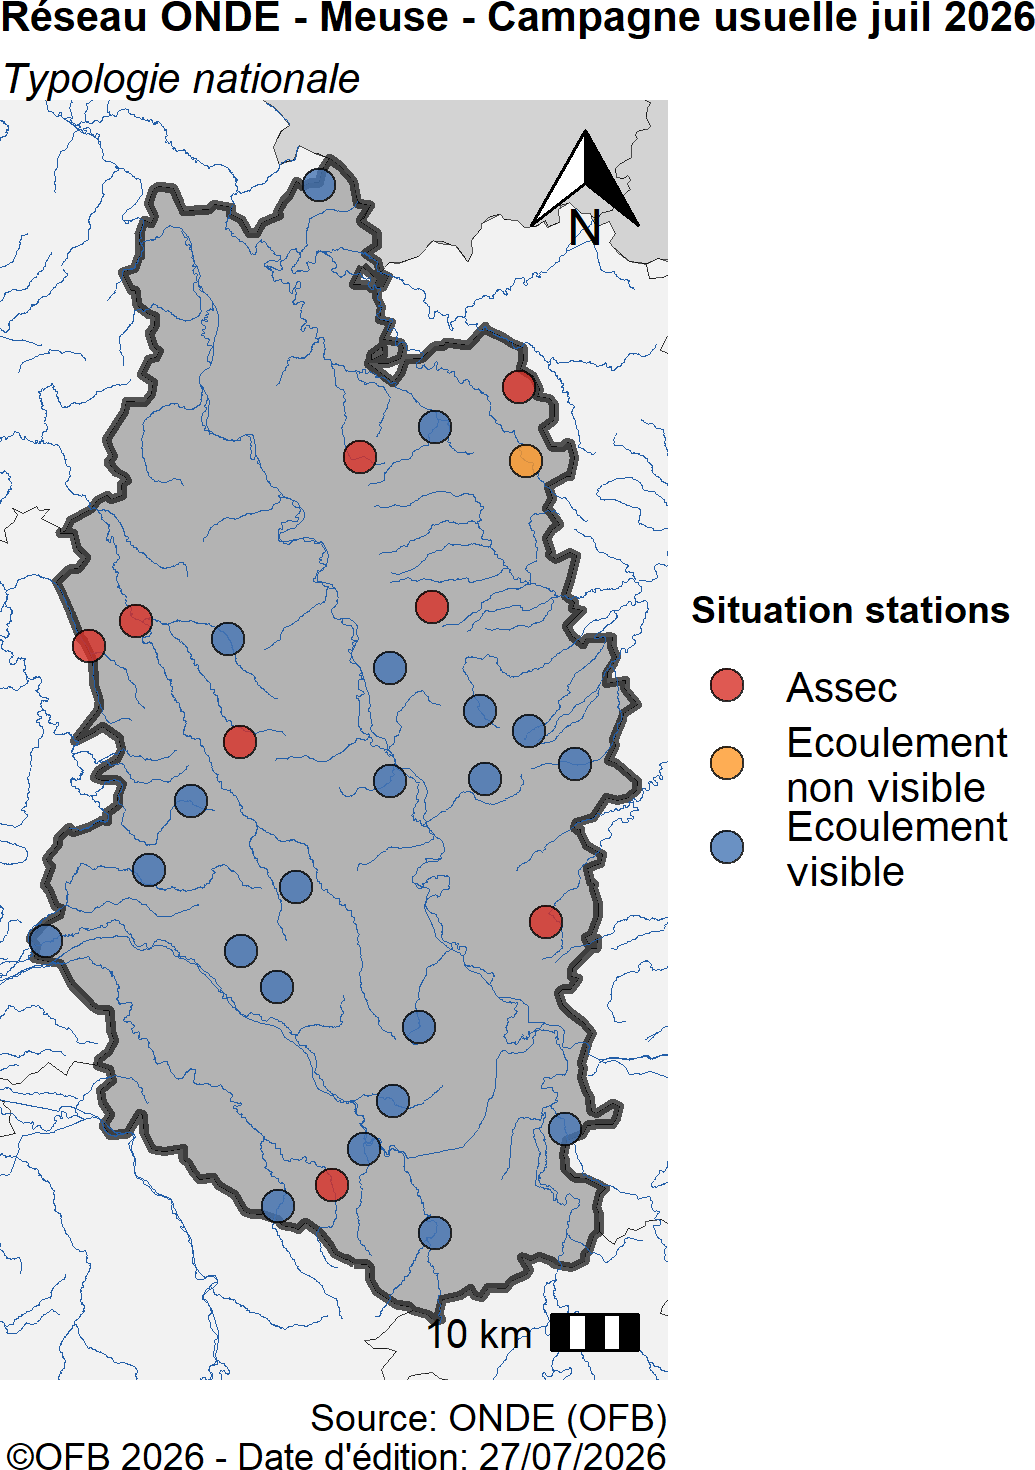 Réseau ONDE - Meuse - Campagne usuelle juil 2026
Typologie nationale
N
Situation stations
Assec
Ecoulement
non visible
Ecoulement
visible
10 km
Source: ONDE (OFB)
©OFB 2026 - Date d'édition: 27/07/2026